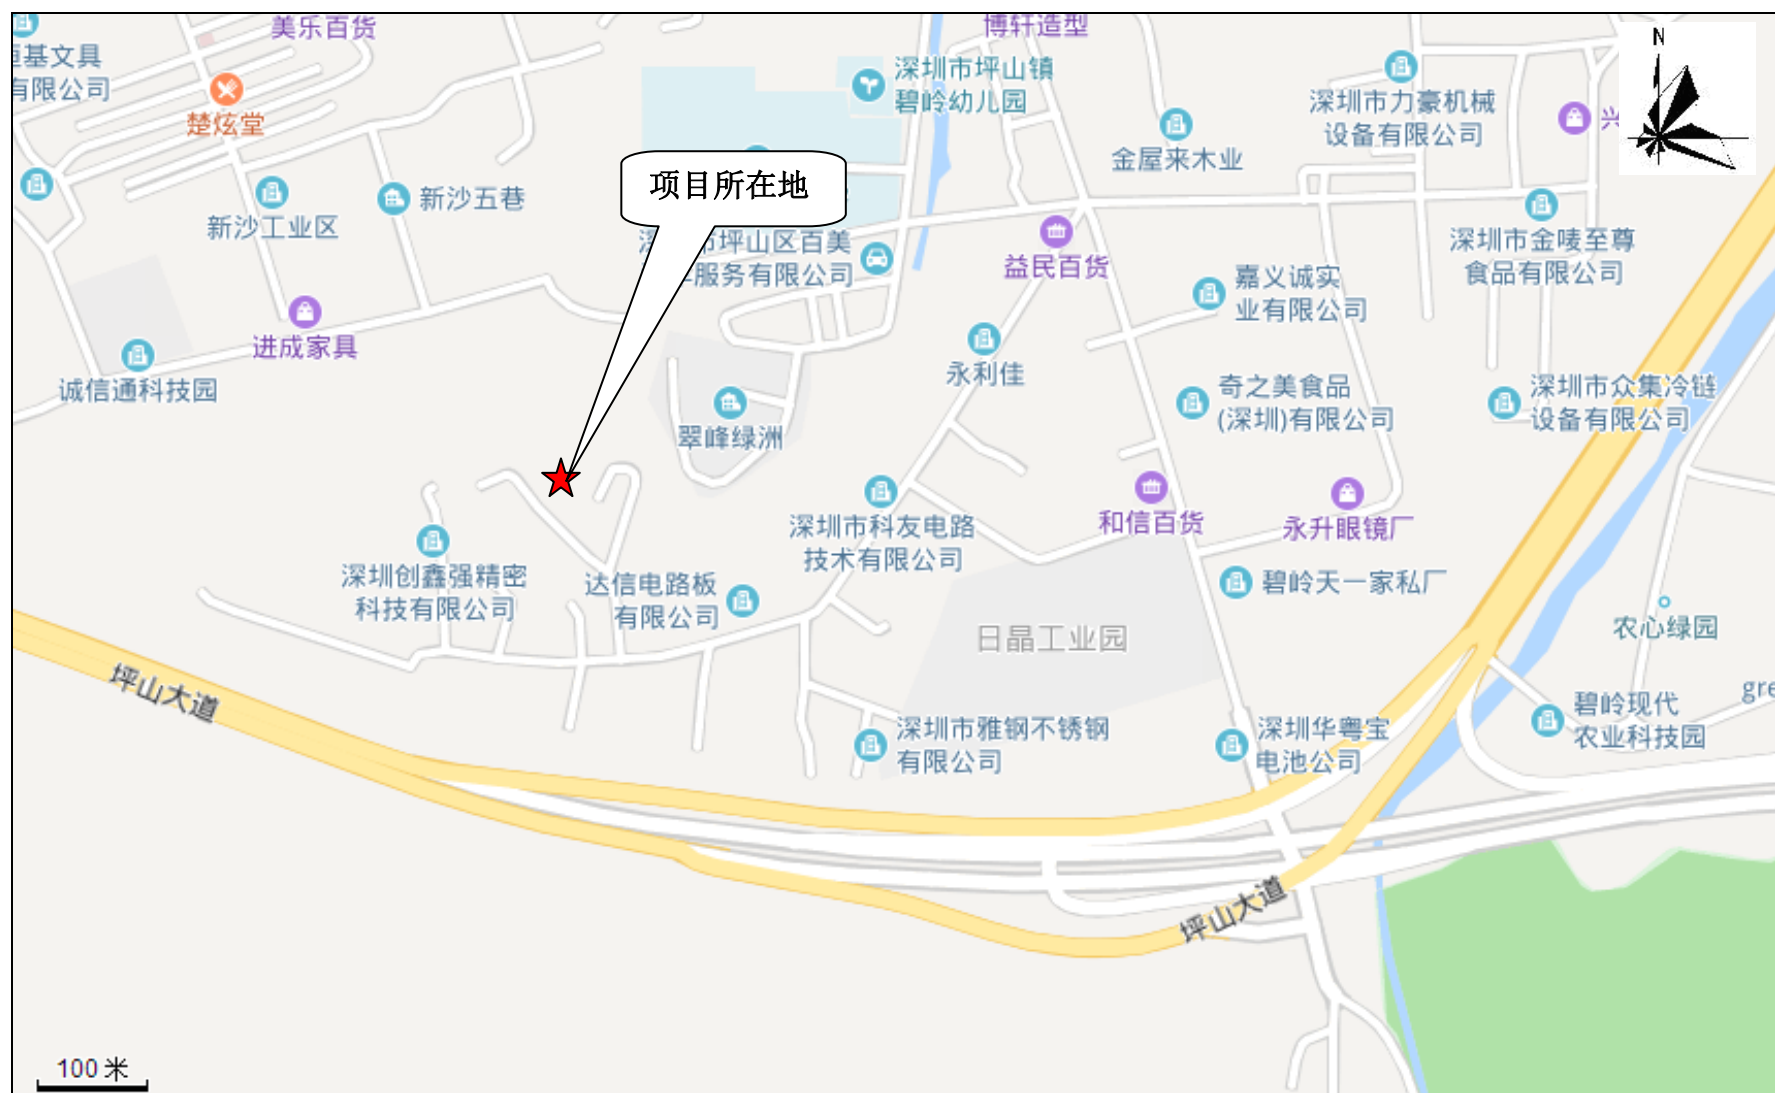 美乐百货
博轩造型
恒基文具
有限公司
楚炫堂
深圳市坪山镇
碧岭幼儿园
深圳市力豪机械
设备有限公司
兴
N
金屋来木业
项目所在地
新沙五巷
新沙工业区
坪山区百美
服务有限公司
益民百货
深圳市金唛至尊
食品有限公司
嘉义诚实
业有限公司
进成家具
诚信通科技园
永利佳
奇之美食品
(深圳)有限公司
深圳市众集冷链
设备有限公司
翠峰绿洲
深圳市科友电路
技术有限公司
和信百货
永升眼镜厂
深圳创鑫强精密
科技有限公司
达信电路板
有限公司
碧岭天一家私厂
日晶工业园
农心绿园
坪山大道
深圳市雅钢不锈钢
有限公司
深圳华粤宝
电池公司
碧岭现代
农业科技园
gre
坪山大道
100 米